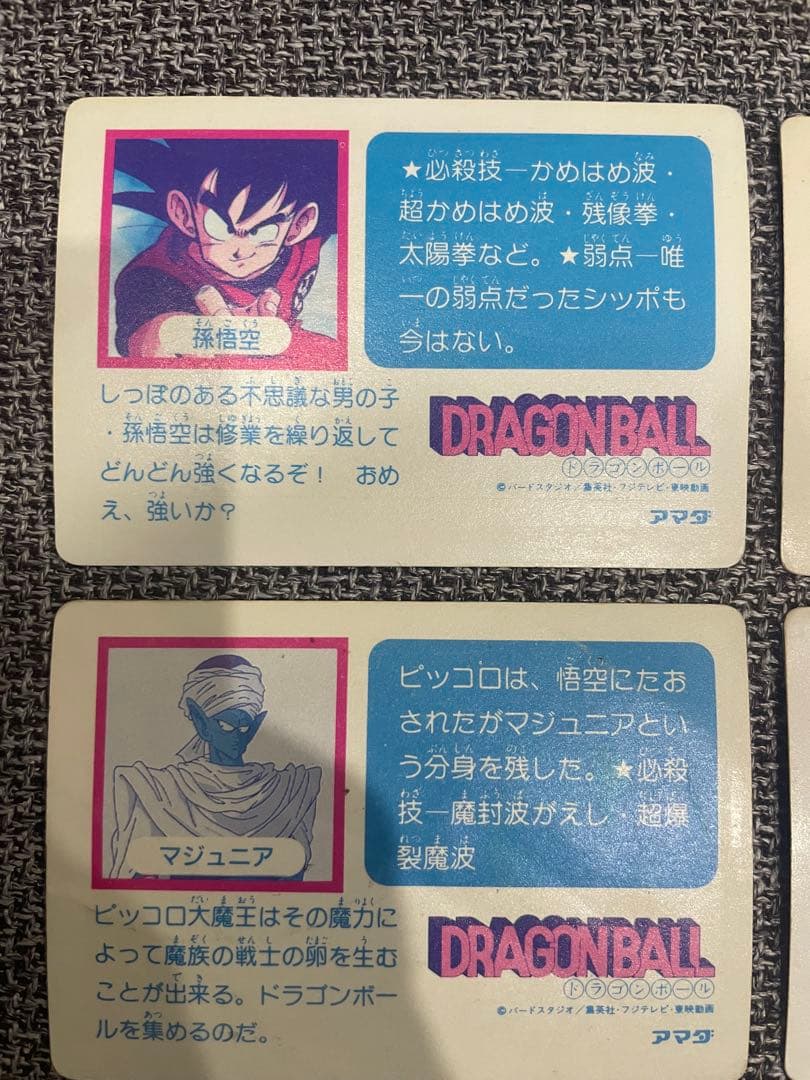 孫悟空
★必殺技―かめはめ波・
超かめはめ波・残像拳・
太陽拳など。★弱点―唯
一の弱点だったシッポも
今はない。
しっぽのある不思議な男の子
・孫悟空は修業を繰り返して
どんどん強くなるぞ！　おめ
え、強いか？
DRAGON BALL
ドラゴンボール
©バードスタジオ／集英社・フジテレビ・東映動画
アマダ
マジュニア
ピッコロは、悟空にたお
されたがマジュニアとい
う分身を残した。★必殺
技―魔封波がえし・超爆
裂魔波
ピッコロ大魔王はその魔力に
よって魔族の戦士の卵を生む
ことが出来る。ドラゴンボー
ルを集めるのだ。
DRAGON BALL
ドラゴンボール
©バードスタジオ／集英社・フジテレビ・東映動画
アマダ